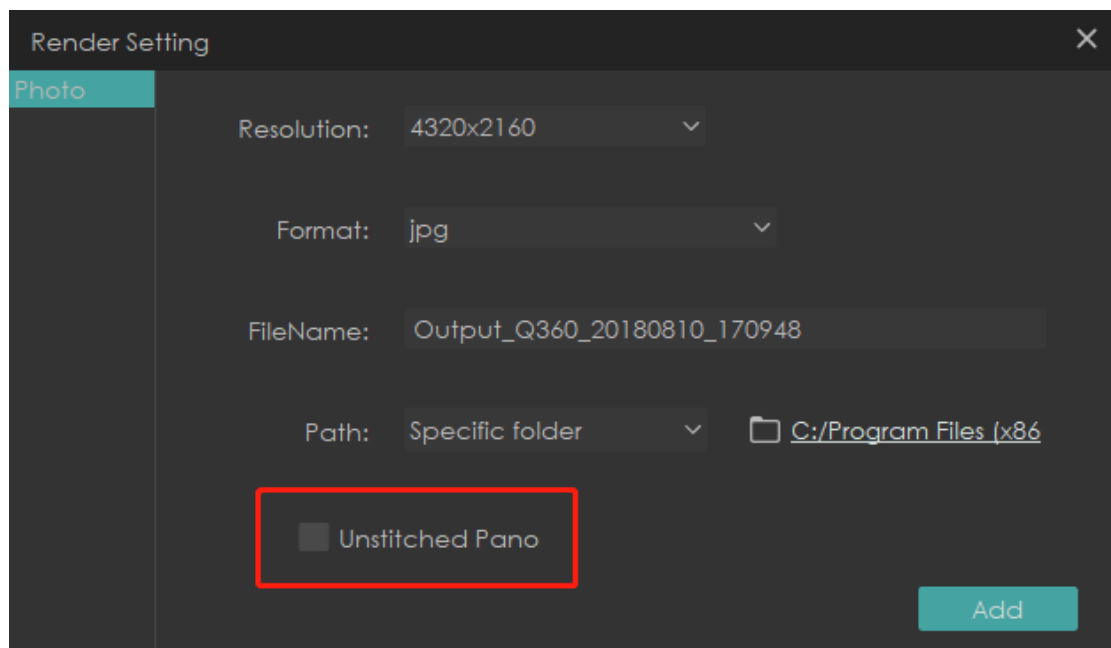 Render Setting
Photo
Resolution: 4320x2160
Format: jpg
FileName: Output_Q360_20180810_170948
Path: Specific folder C:/Program Files (x86
Unstitched Pano
Add